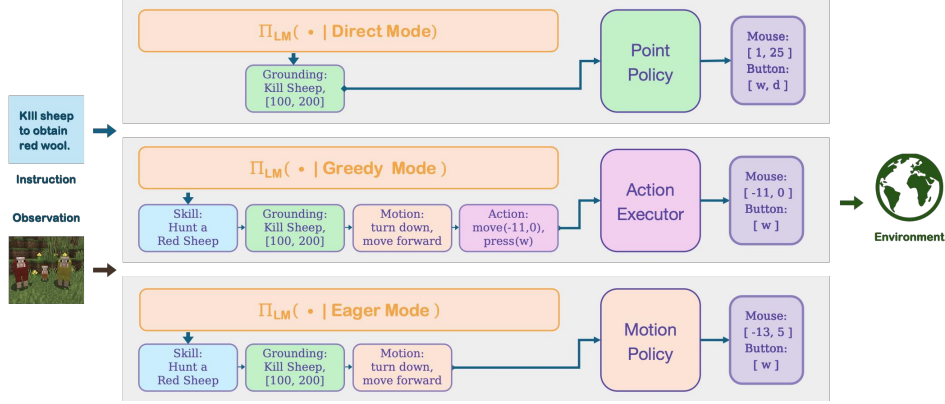 KIll sheep
to obtain
red wool.
Instruction
Observation
Π_LM( • | Direct Mode)
Grounding:
Kill Sheep,
[100, 200]
Point
Policy
Mouse:
[ 1, 25 ]
Button:
[ w, d ]
Π_LM( • | Greedy Mode )
Skill:
Hunt a
Red Sheep
Grounding:
Kill Sheep,
[100, 200]
Motion:
turn down,
move forward
Action:
move(-11,0),
press(w)
Action
Executor
Mouse:
[ -11, 0 ]
Button:
[ w ]
Π_LM( • | Eager Mode )
Skill:
Hunt a
Red Sheep
Grounding:
Kill Sheep,
[100, 200]
Motion:
turn down,
move forward
Motion
Policy
Mouse:
[ -13, 5 ]
Button:
[ w ]
Environment